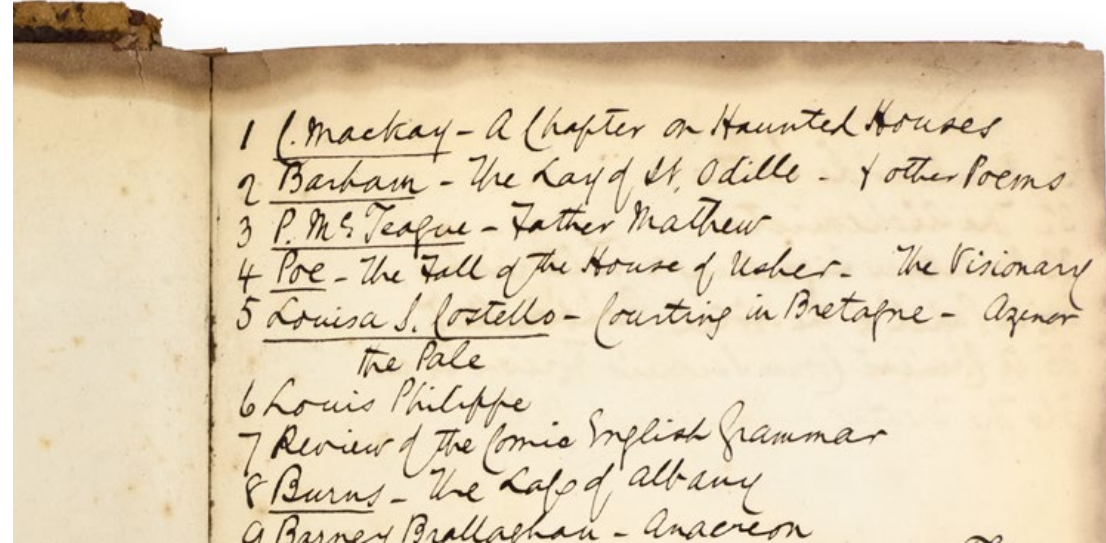 1 C. Mackay - A Chapter on Haunted Houses
2 Barham - The Lay of St. Odille - & other Poems
3 P. McTeague - Father Mathew
4 Poe - The Fall of the House of Usher - The Visionary
5 Louisa S. Costello - Courting in Bretagne - Azenor
the Pale
6 Louis Philippe
7 Review of the Comic English Grammar
8 Burns - The of Albany
9 Barney Brallaghan - Anacreon